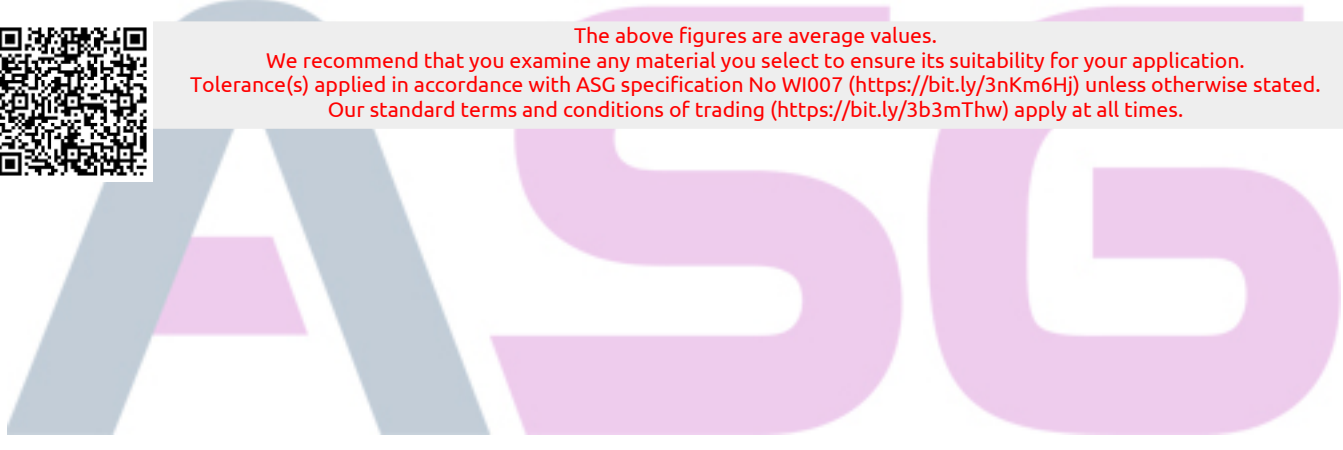 The above figures are average values.
We recommend that you examine any material you select to ensure its suitability for your application.
Tolerance(s) applied in accordance with ASG specification No WI007 (https://bit.ly/3nKm6Hj) unless otherwise stated.
Our standard terms and conditions of trading (https://bit.ly/3b3mThw) apply at all times.
ASG